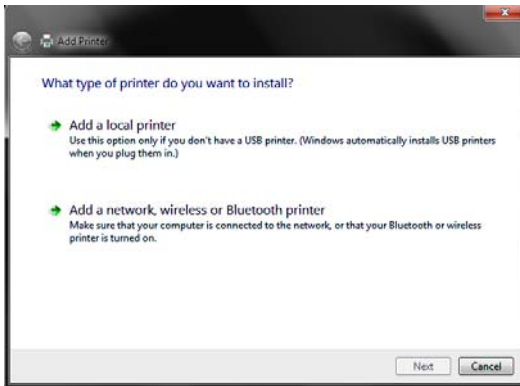 Add Printer
What type of printer do you want to install?
Add a local printer
Use this option only if you don't have a USB printer. (Windows automatically installs USB printers
when you plug them in.)
Add a network, wireless or Bluetooth printer
Make sure that your computer is connected to the network, or that your Bluetooth or wireless
printer is turned on.
Next Cancel